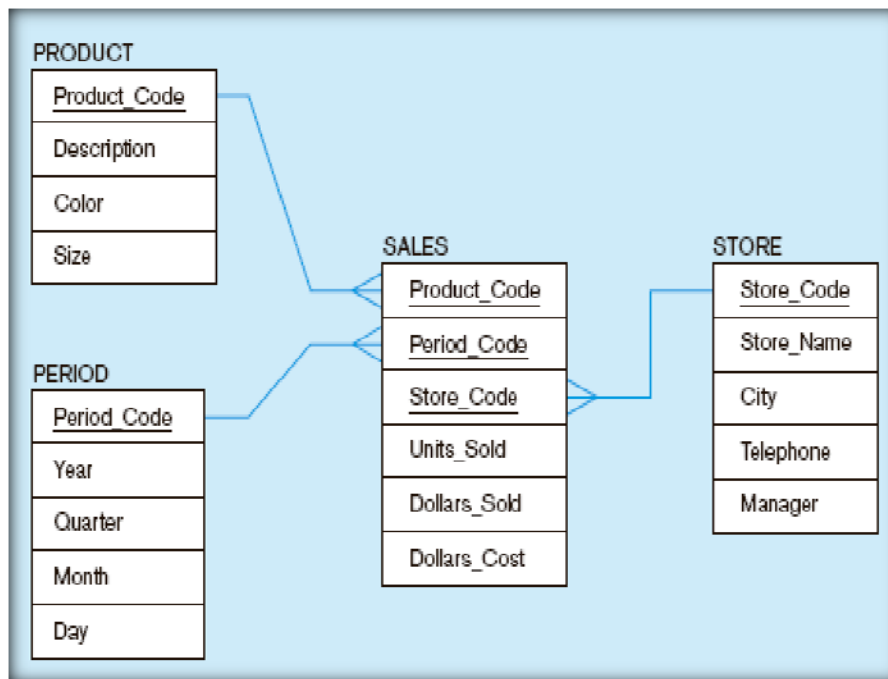 PRODUCT
Product_Code
Description
Color
Size
PERIOD
Period_Code
Year
Quarter
Month
Day
SALES
Product_Code
Period_Code
Store_Code
Units_Sold
Dollars_Sold
Dollars_Cost
STORE
Store_Code
Store_Name
City
Telephone
Manager